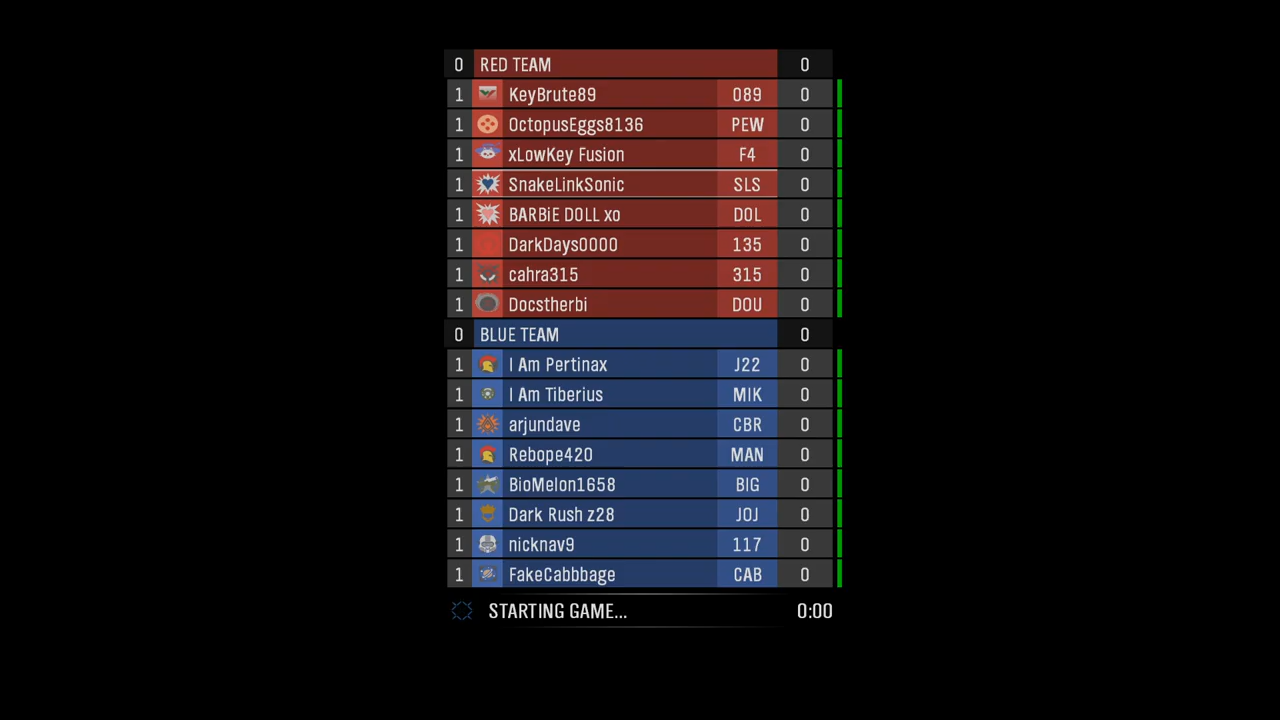 0 RED TEAM 0
1 KeyBrute89 089 0
1 OctopusEggs8136 PEW 0
1 xLowKey Fusion F4 0
1 SnakeLinkSonic SLS 0
1 BARBiE DOLL xo DOL 0
1 DarkDays0000 135 0
1 cahra315 315 0
1 Docstherbi DOU 0
0 BLUE TEAM 0
1 I Am Pertinax J22 0
1 I Am Tiberius MIK 0
1 arjundave CBR 0
1 Rebope420 MAN 0
1 BioMelon1658 BIG 0
1 Dark Rush z28 JOJ 0
1 nicknav9 117 0
1 FakeCabbbage CAB 0
STARTING GAME... 0:00